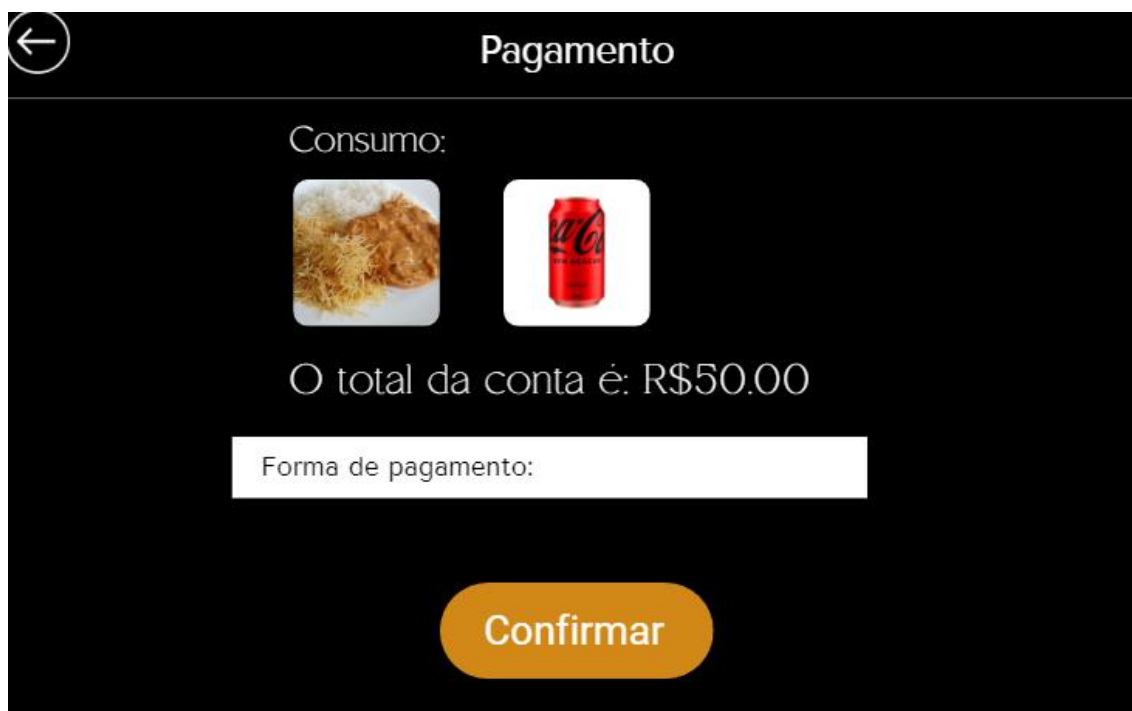 Pagamento
Consumo:
O total da conta é: R$50.00
Forma de pagamento:
Confirmar